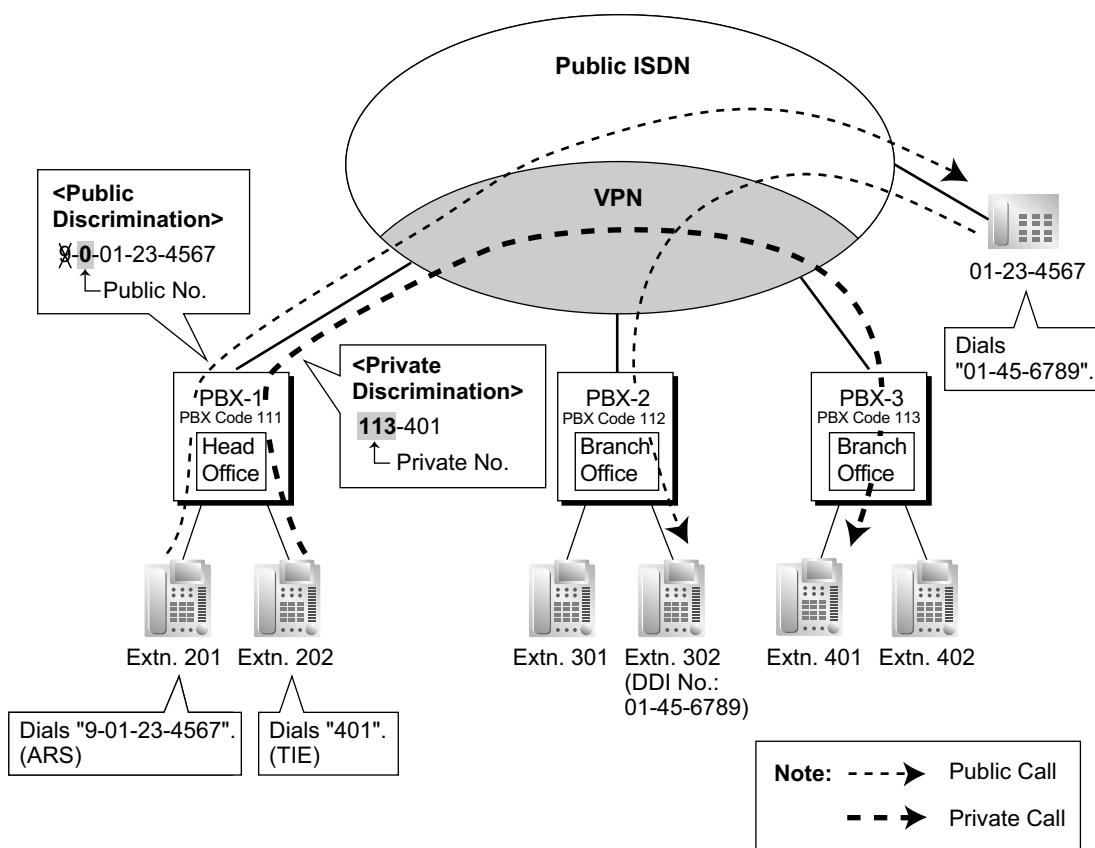 Public ISDN
VPN
<Public
Discrimination>
9-0-01-23-4567
Public No.
01-23-4567
Dials
"01-45-6789".
<Private
Discrimination>
113-401
Private No.
PBX-1
PBX Code 111
Head
Office
PBX-2
PBX Code 112
Branch
Office
PBX-3
PBX Code 113
Branch
Office
Extn. 201
Extn. 202
Extn. 301
Extn. 302
(DDI No.:
01-45-6789)
Extn. 401
Extn. 402
Dials "9-01-23-4567".
(ARS)
Dials "401".
(TIE)
Note:
Public Call
Private Call